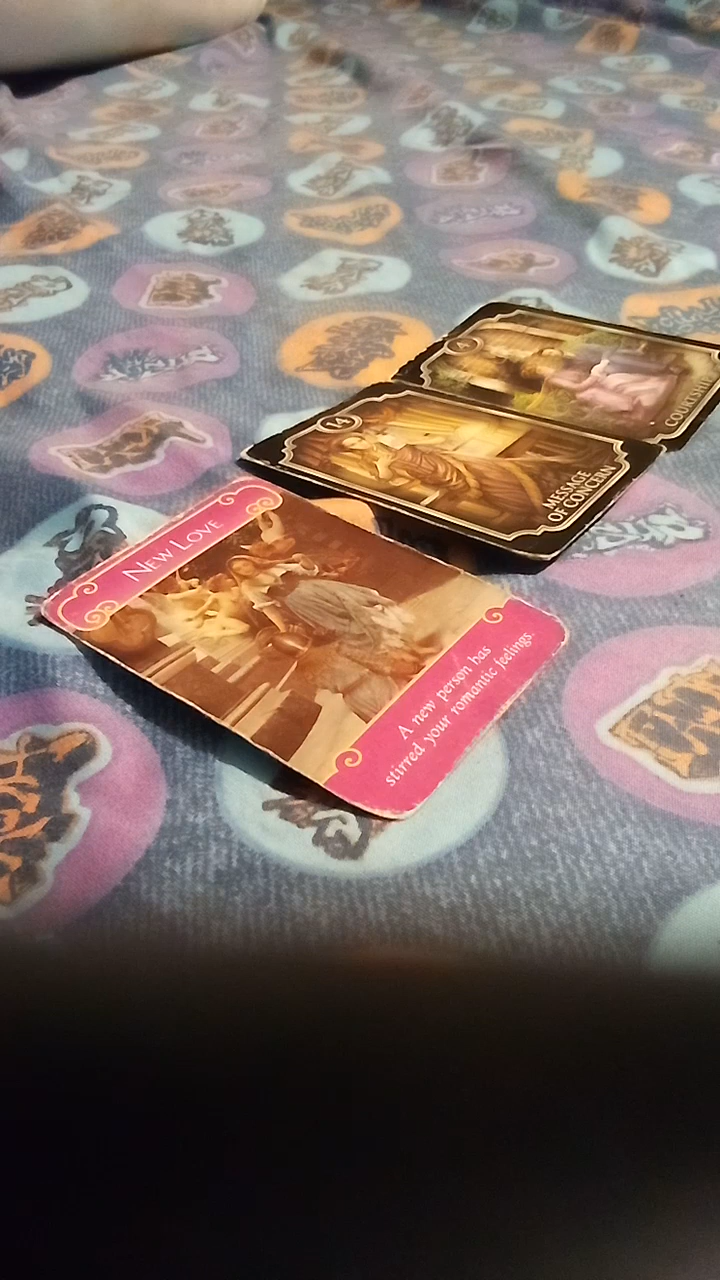 NEW LOVE
A new person has
stirred your romantic feelings.
14
MESSAGE
OF CONCERN
COURTSHIP